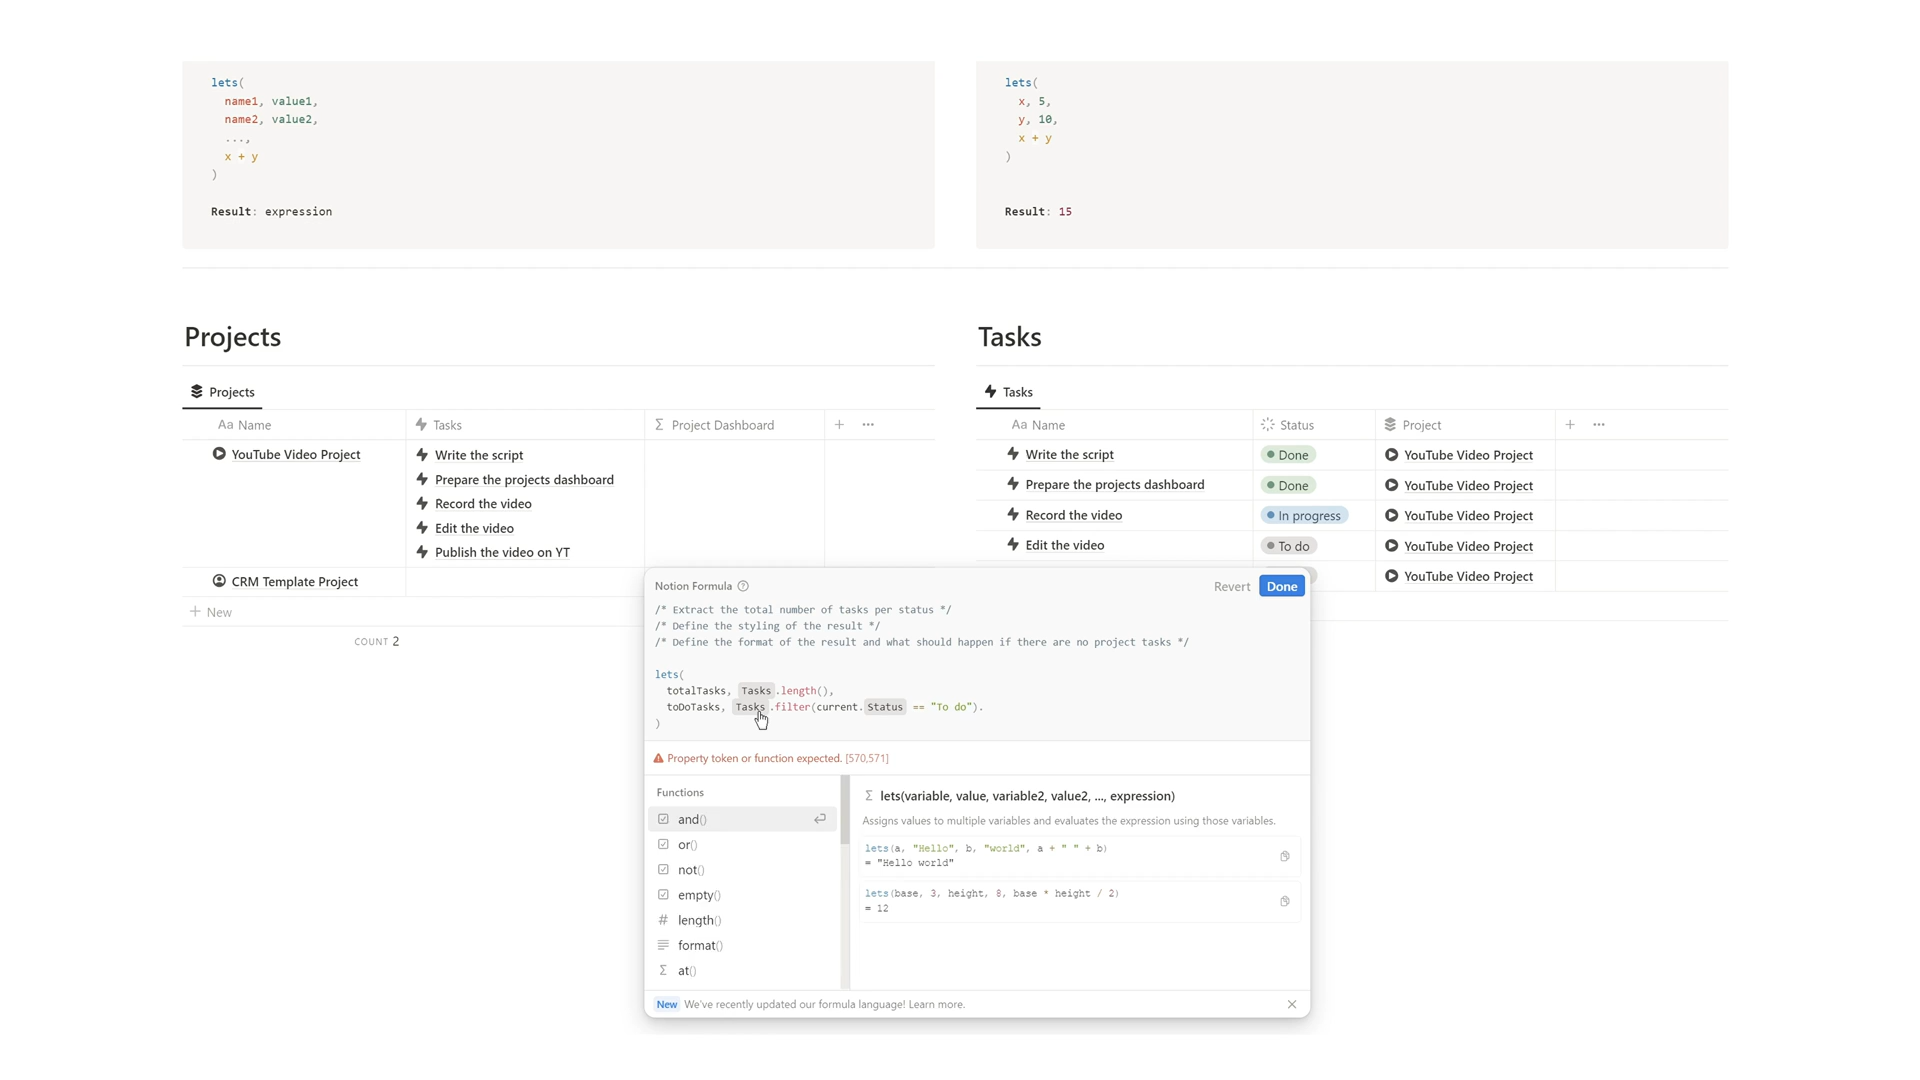 lets(
name1, value1,
name2, value2,
...,
x + y
)
Result: expression
lets(
x, 5,
y, 10,
x + y
)
Result: 15
Projects
Projects
Aa Name
Tasks
Σ Project Dashboard
YouTube Video Project
Write the script
Prepare the projects dashboard
Record the video
Edit the video
Publish the video on YT
CRM Template Project
+ New
COUNT 2
Tasks
Tasks
Aa Name
Status
Project
Write the script
Done
YouTube Video Project
Prepare the projects dashboard
Done
YouTube Video Project
Record the video
In progress
YouTube Video Project
Edit the video
To do
YouTube Video Project
YouTube Video Project
Notion Formula
Revert
Done
/* Extract the total number of tasks per status */
/* Define the styling of the result */
/* Define the format of the result and what should happen if there are no project tasks */
lets(
totalTasks, Tasks.length(),
toDoTasks, Tasks.filter(current.Status == "To do").
)
Property token or function expected. [570,571]
Functions
and()
or()
not()
empty()
# length()
format()
Σ at()
Σ lets(variable, value, variable2, value2, ..., expression)
Assigns values to multiple variables and evaluates the expression using those variables.
lets(a, "Hello", b, "world", a + " " + b)
= "Hello world"
lets(base, 3, height, 8, base * height / 2)
= 12
New We've recently updated our formula language! Learn more.